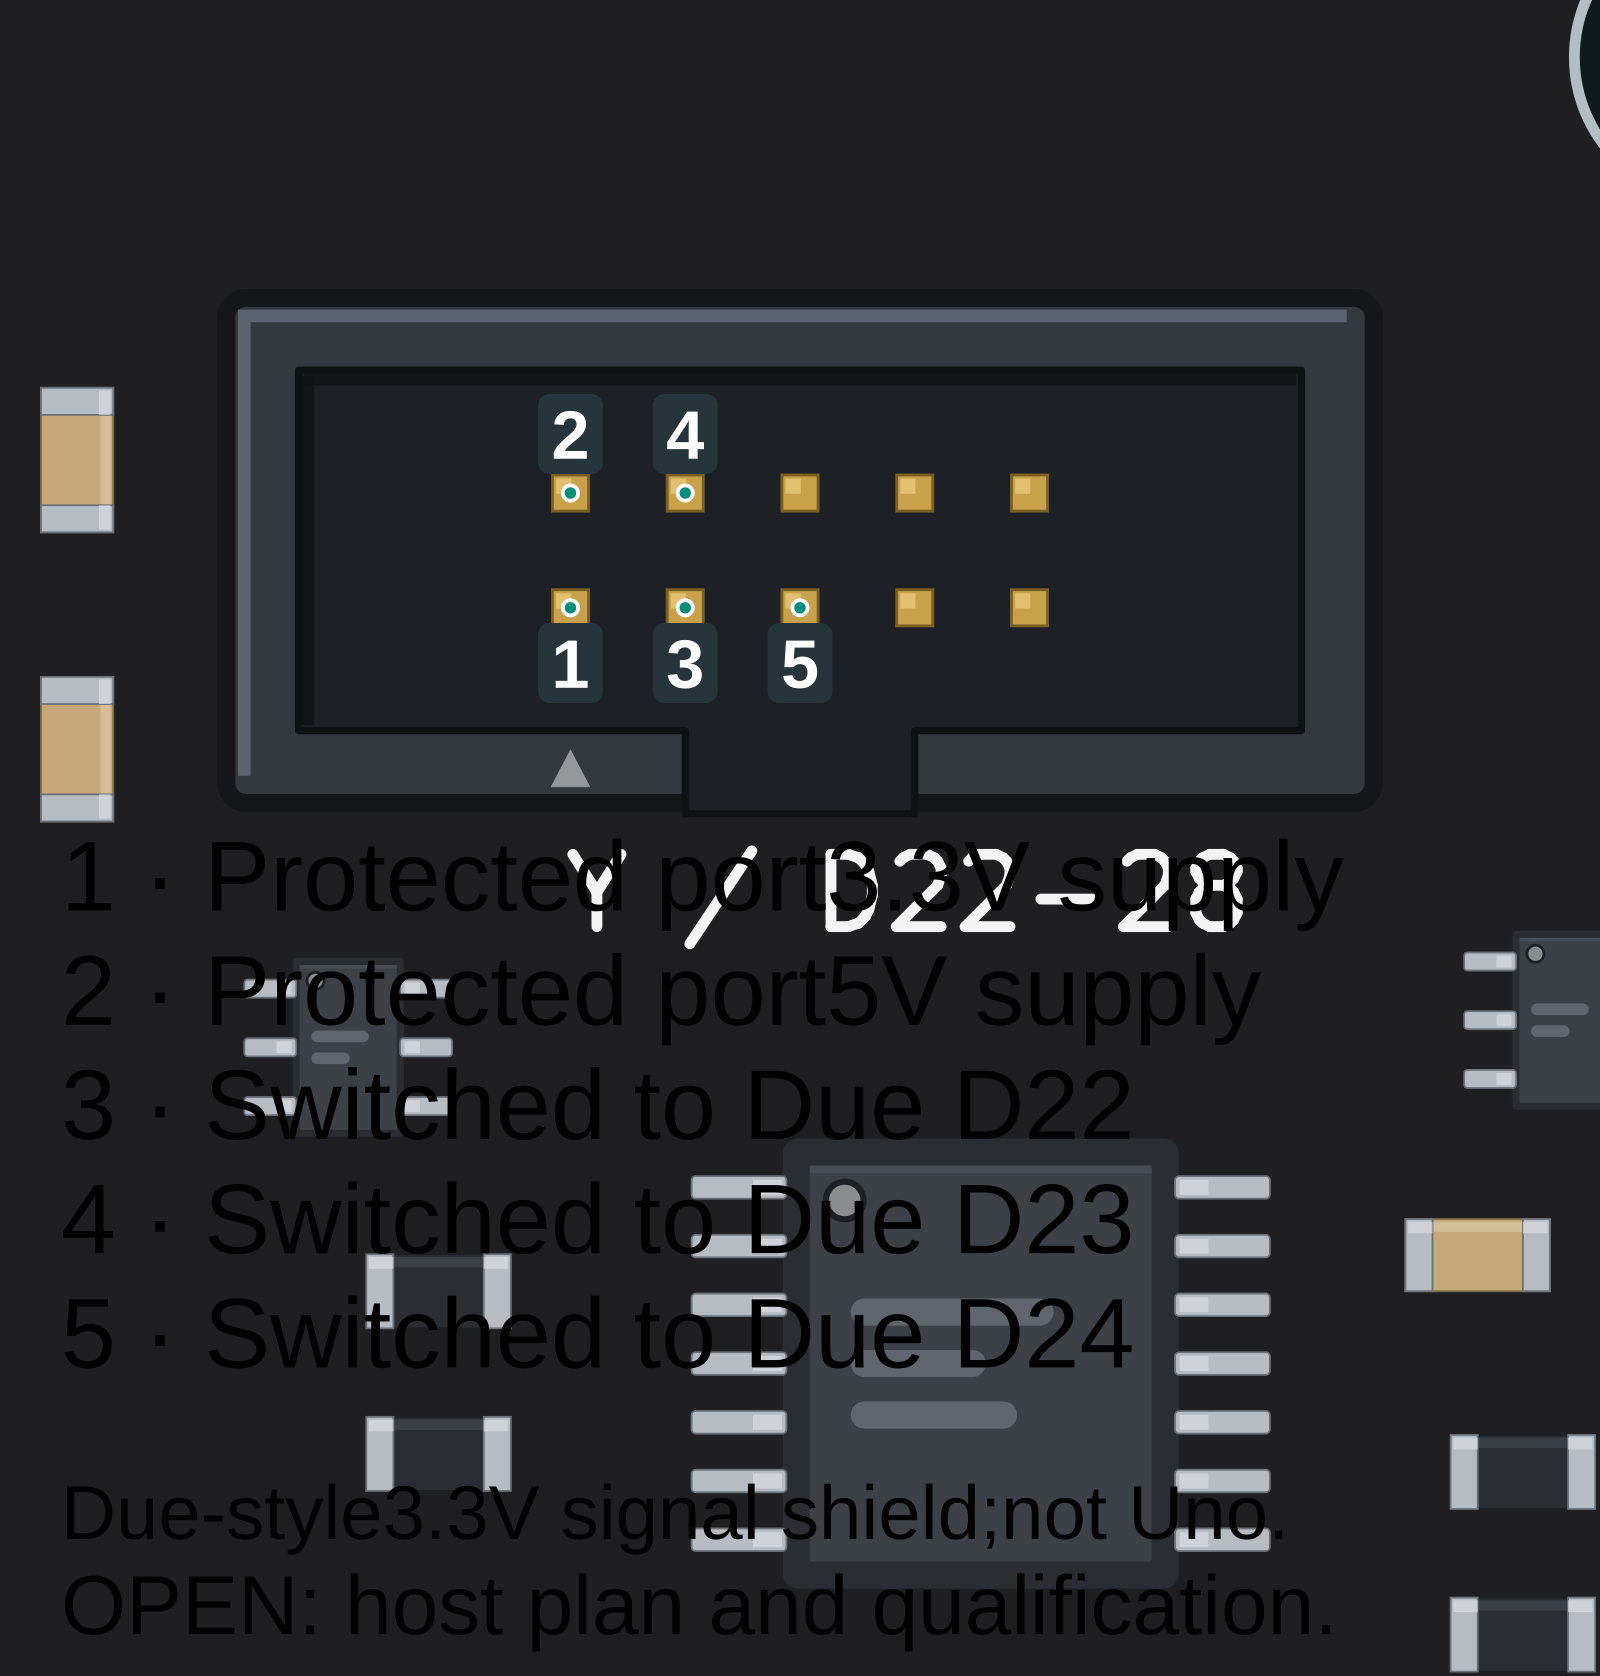 2 4
1 3 5
Y / D22-28
1 · Protected port3.3V supply
2 · Protected port5V supply
3 · Switched to Due D22
4 · Switched to Due D23
5 · Switched to Due D24
Due-style3.3V signal shield;not Uno.
OPEN: host plan and qualification.